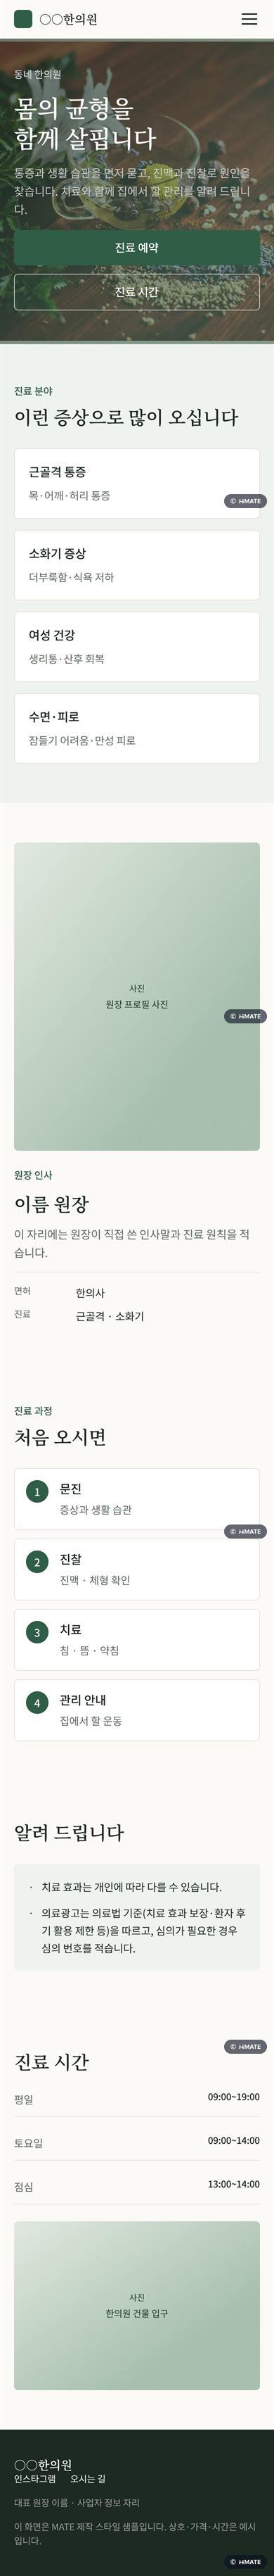 ○○한의원
동네 한의원
몸의 균형을
함께 살핍니다
통증과 생활 습관을 먼저 묻고, 진맥과 진찰로 원인을
찾습니다. 치료와 함께 집에서 할 관리를 알려 드립니
다.
진료 예약
진료 시간
진료 분야
이런 증상으로 많이 오십니다
근골격 통증
목·어깨·허리 통증
© MATE
소화기 증상
더부룩함·식욕 저하
여성 건강
생리통·산후 회복
수면·피로
잠들기 어려움·만성 피로
사진
원장 프로필 사진
© MATE
원장 인사
이름 원장
이 자리에는 원장이 직접 쓴 인사말과 진료 원칙을 적
습니다.
면허 한의사
진료 근골격 · 소화기
진료 과정
처음 오시면
1 문진
증상과 생활 습관
© MATE
2 진찰
진맥 · 체형 확인
3 치료
침 · 뜸 · 약침
4 관리 안내
집에서 할 운동
알려 드립니다
· 치료 효과는 개인에 따라 다를 수 있습니다.
· 의료광고는 의료법 기준(치료 효과 보장·환자 후
기 활용 제한 등)을 따르고, 심의가 필요한 경우
심의 번호를 적습니다.
© MATE
진료 시간
평일 09:00~19:00
토요일 09:00~14:00
점심 13:00~14:00
사진
한의원 건물 입구
○○한의원
인스타그램 오시는 길
대표 원장 이름 · 사업자 정보 자리
이 화면은 MATE 제작 스타일 샘플입니다. 상호·가격·시간은 예시
입니다.
© MATE